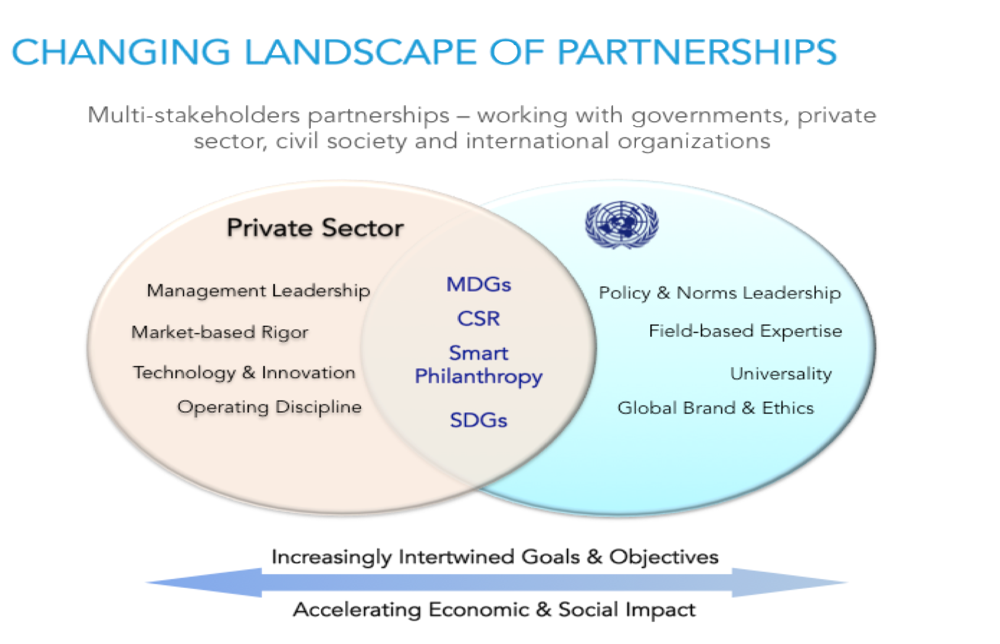 CHANGING LANDSCAPE OF PARTNERSHIPS
Multi-stakeholders partnerships – working with governments, private
sector, civil society and international organizations
Private Sector
Management Leadership
Market-based Rigor
Technology & Innovation
Operating Discipline
MDGs
CSR
Smart
Philanthropy
SDGs
Policy & Norms Leadership
Field-based Expertise
Universality
Global Brand & Ethics
Increasingly Intertwined Goals & Objectives
Accelerating Economic & Social Impact